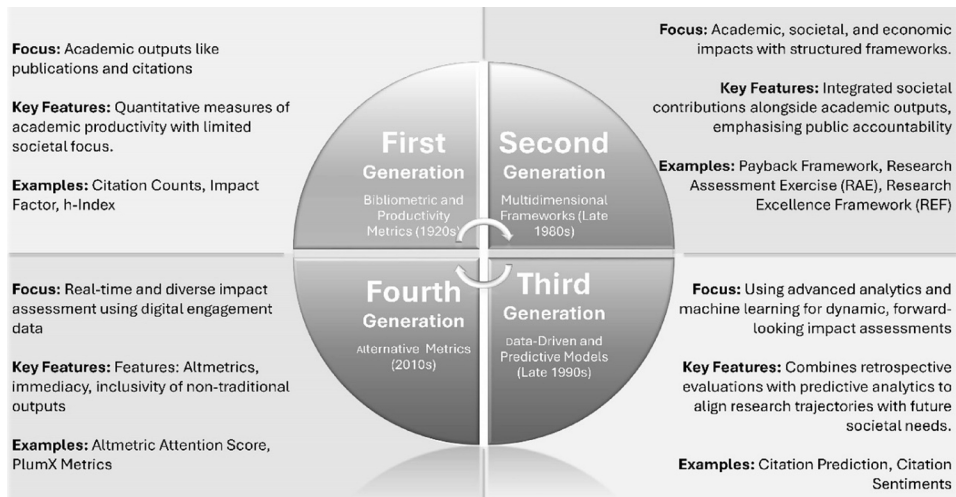 Focus: Academic outputs like
publications and citations
Key Features: Quantitative measures of
academic productivity with limited
societal focus.
Examples: Citation Counts, Impact
Factor, h-Index
First
Generation
Bibliometric and
Productivity
Metrics (1920s)
Second
Generation
Multidimensional
Frameworks (Late
1980s)
Focus: Academic, societal, and economic
impacts with structured frameworks.
Key Features: Integrated societal
contributions alongside academic outputs,
emphasising public accountability
Examples: Payback Framework, Research
Assessment Exercise (RAE), Research
Excellence Framework (REF)
Focus: Real-time and diverse impact
assessment using digital engagement
data
Key Features: Features: Altmetrics,
immediacy, inclusivity of non-traditional
outputs
Examples: Altmetric Attention Score,
PlumX Metrics
Fourth
Generation
Alternative Metrics
(2010s)
Third
Generation
Data-Driven and
Predictive Models
(Late 1990s)
Focus: Using advanced analytics and
machine learning for dynamic, forward-
looking impact assessments
Key Features: Combines retrospective
evaluations with predictive analytics to
align research trajectories with future
societal needs.
Examples: Citation Prediction, Citation
Sentiments